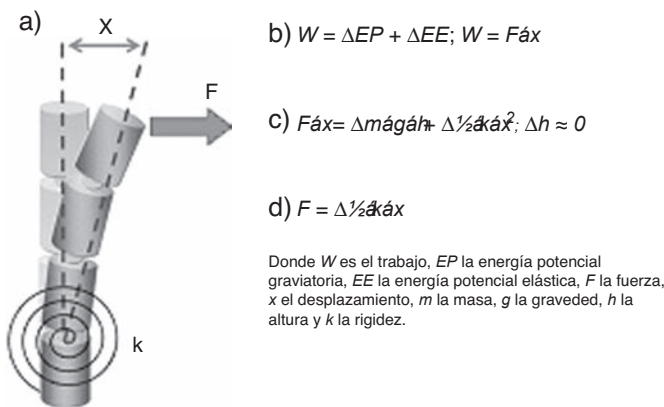 a)
X
F
k
b) W = ΔEP + ΔEE; W = Fáx
c) Fáx= Δmágáh+ Δ½ákáx²; Δh ≈ 0
d) F = Δ½ákáx
Donde W es el trabajo, EP la energía potencial
graviatoria, EE la energía potencial elástica, F la fuerza,
x el desplazamiento, m la masa, g la graveded, h la
altura y k la rigidez.